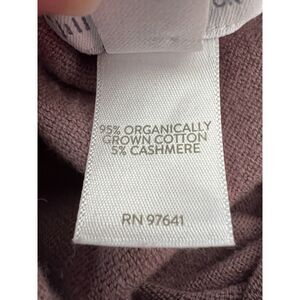 95% ORGANICALLY
GROWN COTTON
5% CASHMERE
RN 97641